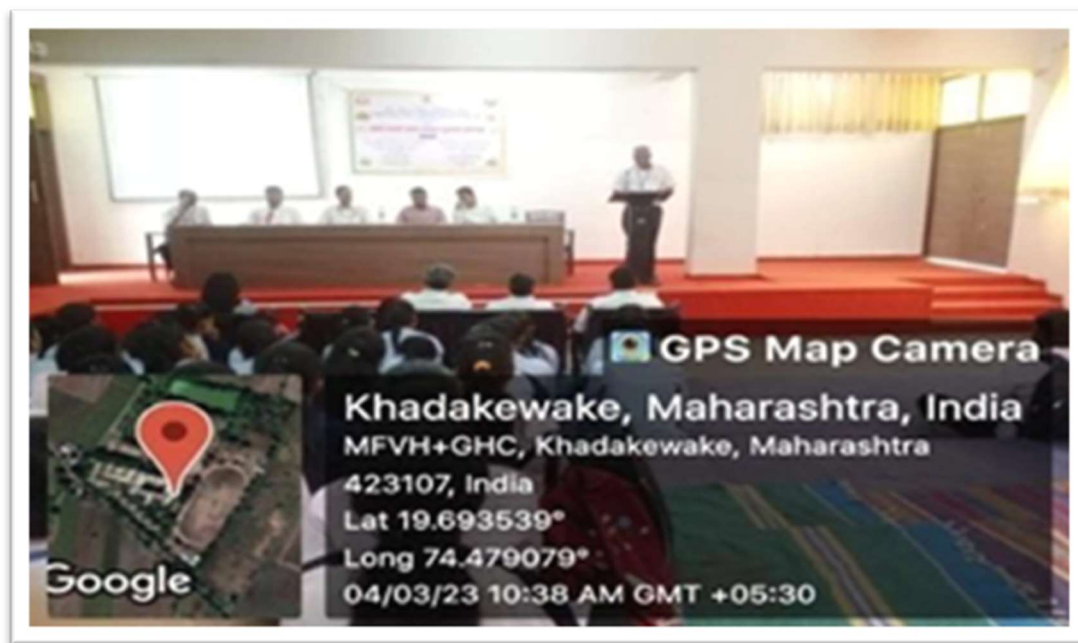 GPS Map Camera
Khadakewake, Maharashtra, India
MFVH+GHC, Khadakewake, Maharashtra
423107, India
Lat 19.693539°
Long 74.479079°
04/03/23 10:38 AM GMT +05:30
Google